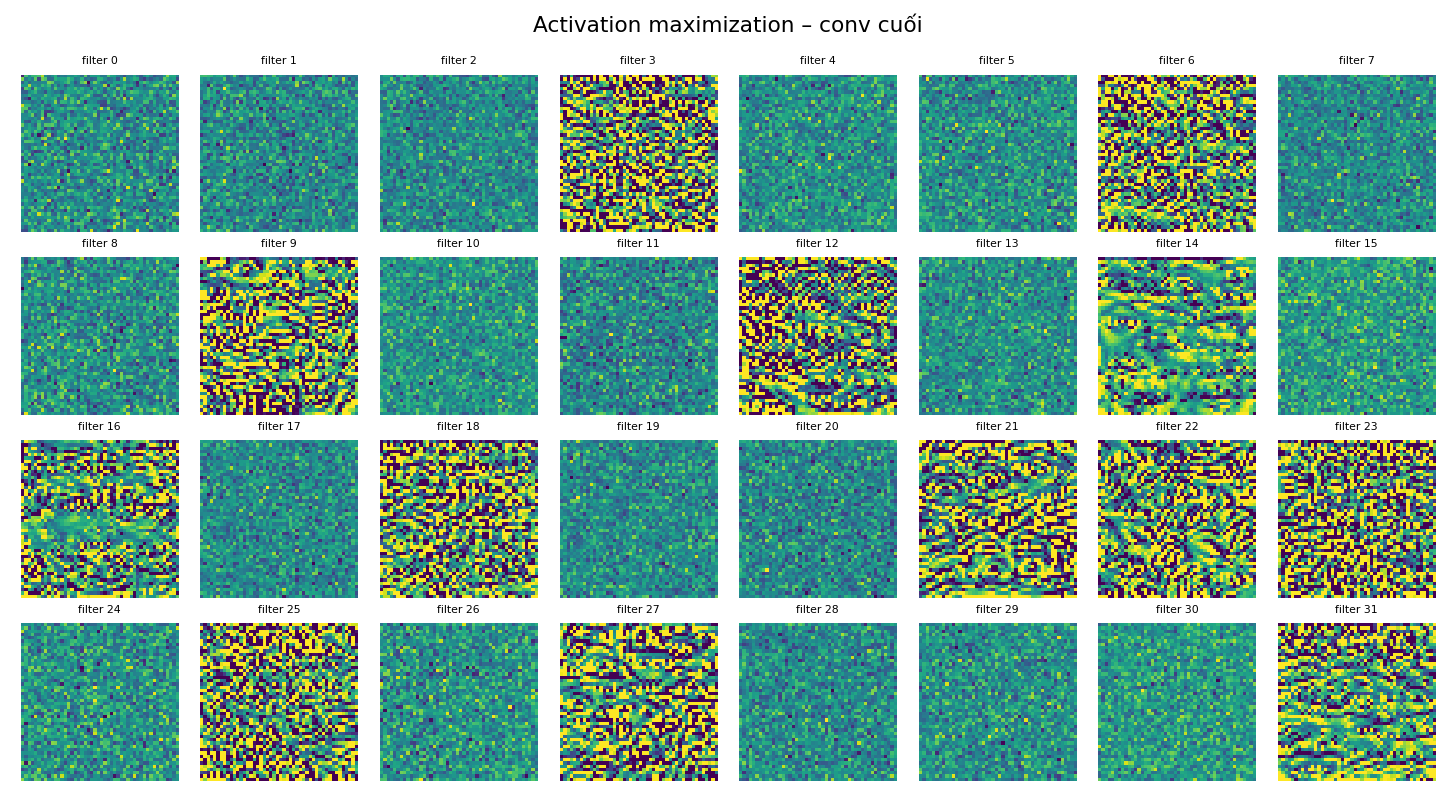 Activation maximization – conv cuối
filter 0
filter 1
filter 2
filter 3
filter 4
filter 5
filter 6
filter 7
filter 8
filter 9
filter 10
filter 11
filter 12
filter 13
filter 14
filter 15
filter 16
filter 17
filter 18
filter 19
filter 20
filter 21
filter 22
filter 23
filter 24
filter 25
filter 26
filter 27
filter 28
filter 29
filter 30
filter 31